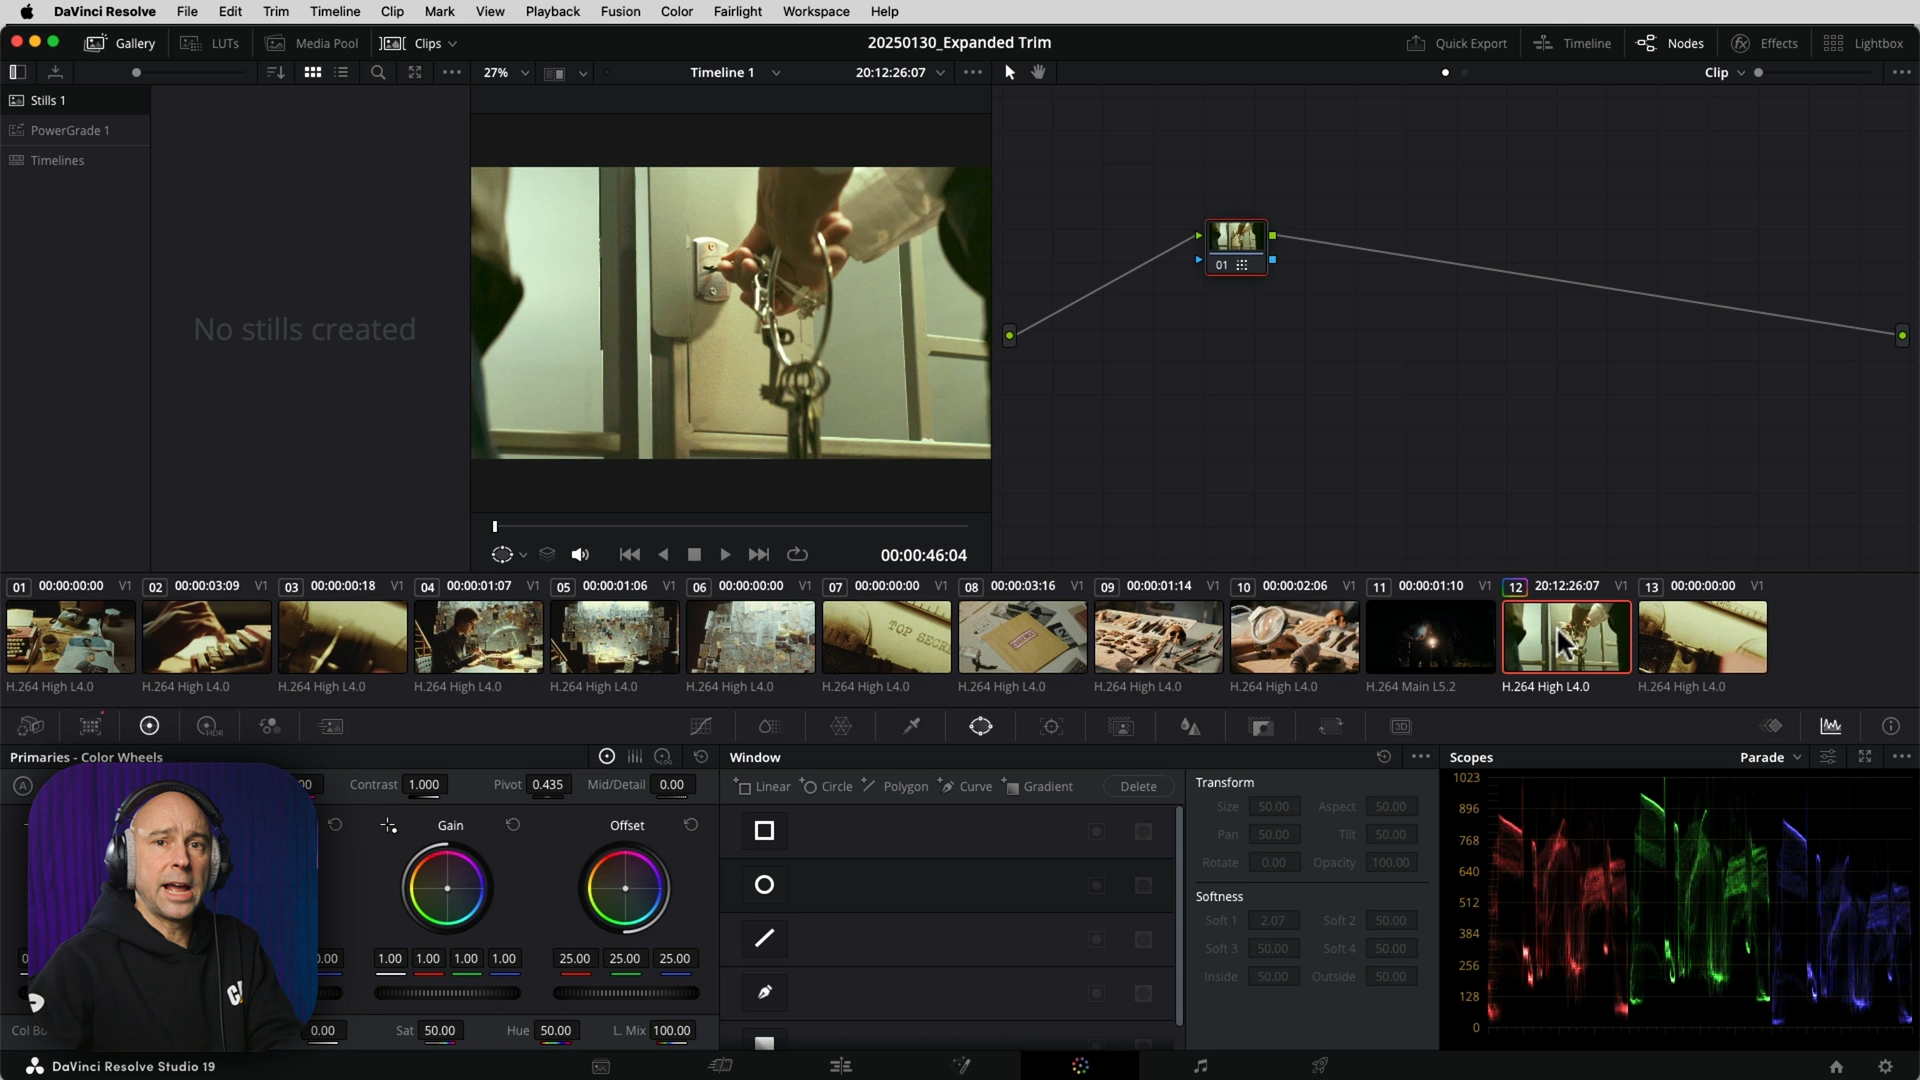 DaVinci Resolve File Edit Trim Timeline Clip Mark View Playback Fusion Color Fairlight Workspace Help
Gallery LUTs Media Pool Clips 20250130_Expanded Trim Quick Export Timeline Nodes Effects Lightbox
27% Timeline 1 20:12:26:07 Clip
Stills 1
PowerGrade 1
Timelines
No stills created
01
00:00:46:04
01 00:00:00:00 V1 02 00:00:03:09 V1 03 00:00:00:18 V1 04 00:00:01:07 V1 05 00:00:01:06 V1 06 00:00:00:00 V1 07 00:00:00:00 V1 08 00:00:03:16 V1 09 00:00:01:14 V1 10 00:00:02:06 V1 11 00:00:01:10 V1 12 20:12:26:07 V1 13 00:00:00:00 V1
TOP SECRE
H.264 High L4.0 H.264 High L4.0 H.264 High L4.0 H.264 High L4.0 H.264 High L4.0 H.264 High L4.0 H.264 High L4.0 H.264 High L4.0 H.264 High L4.0 H.264 High L4.0 H.264 Main L5.2 H.264 High L4.0 H.264 High L4.0
HDR 3D
Primaries - Color Wheels LOG Window Scopes Parade
A 00 Contrast 1.000 Pivot 0.435 Mid/Detail 0.00
Linear Circle Polygon Curve Gradient Delete
Gain Offset
1.00 1.00 1.00 1.00 25.00 25.00 25.00
0 0.00
Col Bo 0.00 Sat 50.00 Hue 50.00 L. Mix 100.00
Transform
Size 50.00 Aspect 50.00
Pan 50.00 Tilt 50.00
Rotate 0.00 Opacity 100.00
Softness
Soft 1 2.07 Soft 2 50.00
Soft 3 50.00 Soft 4 50.00
Inside 50.00 Outside 50.00
1023
896
768
640
512
384
256
128
0
DaVinci Resolve Studio 19